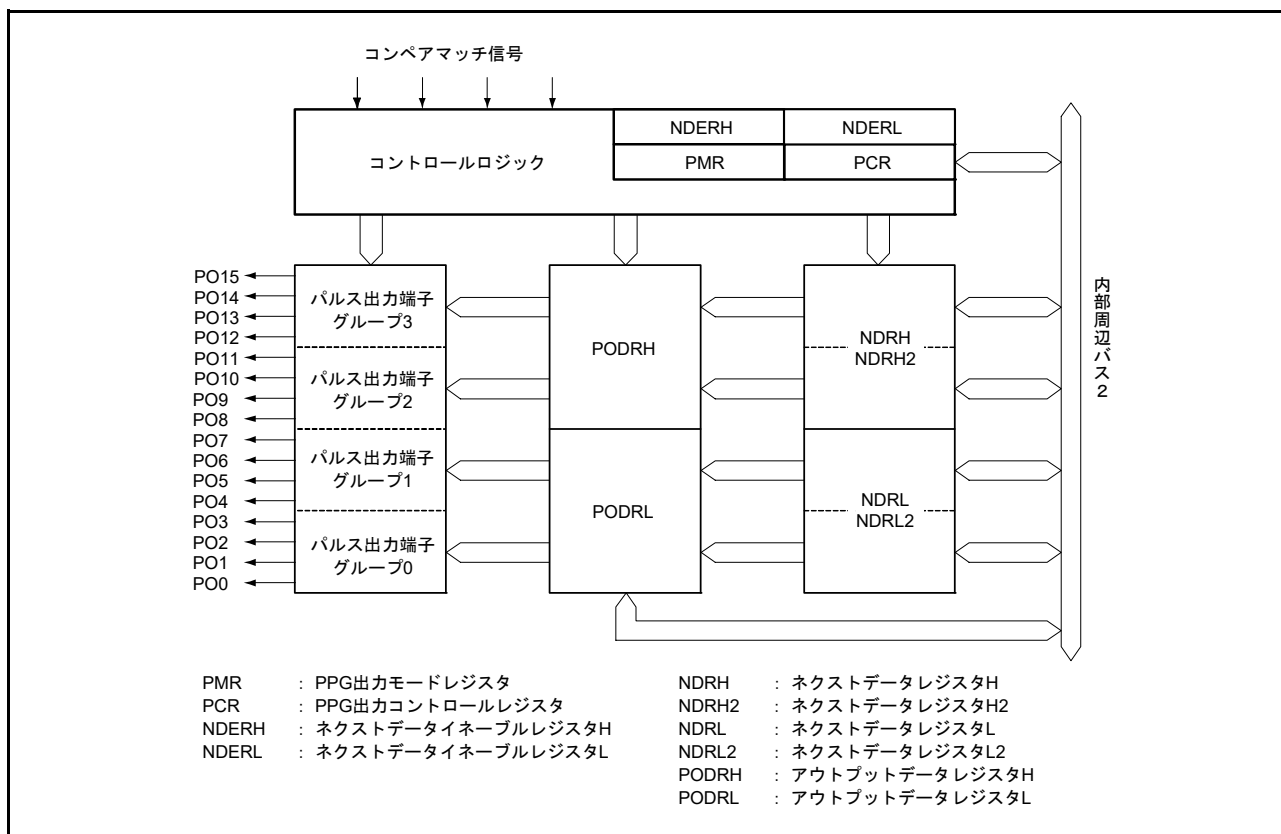 コンペアマッチ信号
コントロールロジック
NDERH
NDERL
PMR
PCR
PO15
PO14
PO13
PO12
PO11
PO10
PO9
PO8
PO7
PO6
PO5
PO4
PO3
PO2
PO1
PO0
パルス出力端子
グループ3
パルス出力端子
グループ2
パルス出力端子
グループ1
パルス出力端子
グループ0
PODRH
PODRL
NDRH
NDRH2
NDRL
NDRL2
内部周辺バス2
PMR : PPG出力モードレジスタ
PCR : PPG出力コントロールレジスタ
NDERH : ネクストデータイネーブルレジスタH
NDERL : ネクストデータイネーブルレジスタL
NDRH : ネクストデータレジスタH
NDRH2 : ネクストデータレジスタH2
NDRL : ネクストデータレジスタL
NDRL2 : ネクストデータレジスタL2
PODRH : アウトプットデータレジスタH
PODRL : アウトプットデータレジスタL